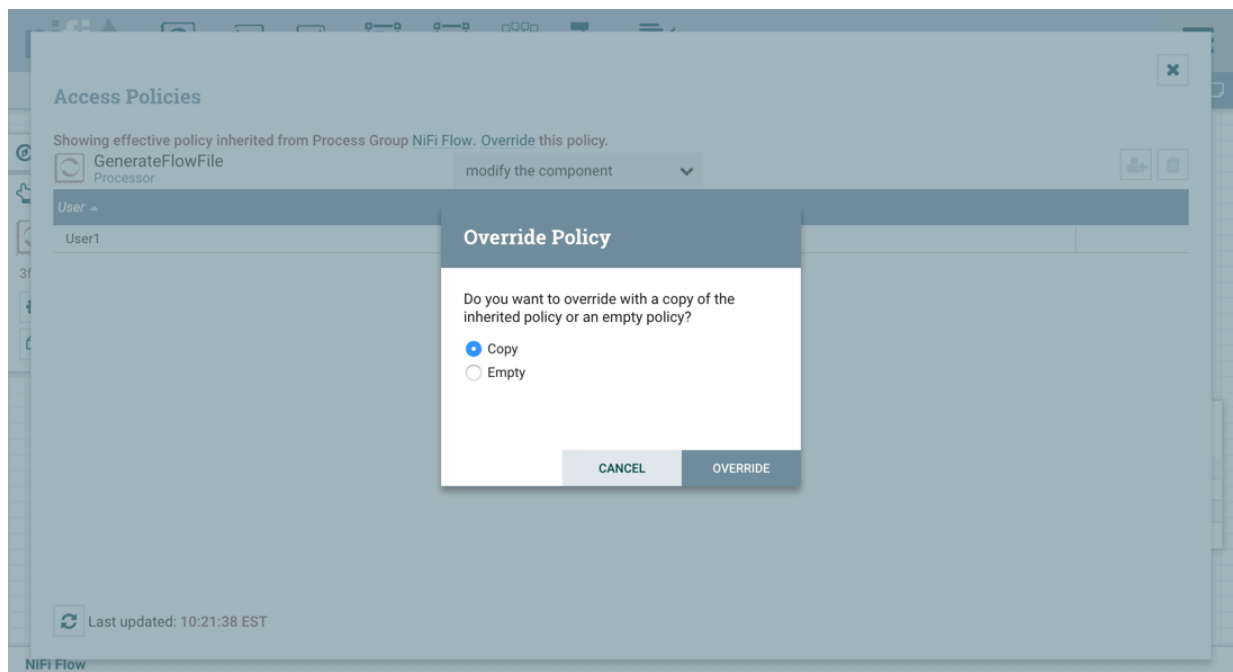 nifi
Access Policies
Showing effective policy inherited from Process Group NiFi Flow. Override this policy.
GenerateFlowFile
Processor
modify the component
User
User1
Override Policy
Do you want to override with a copy of the
inherited policy or an empty policy?
Copy
Empty
CANCEL
OVERRIDE
3f
Last updated: 10:21:38 EST
NiFi Flow